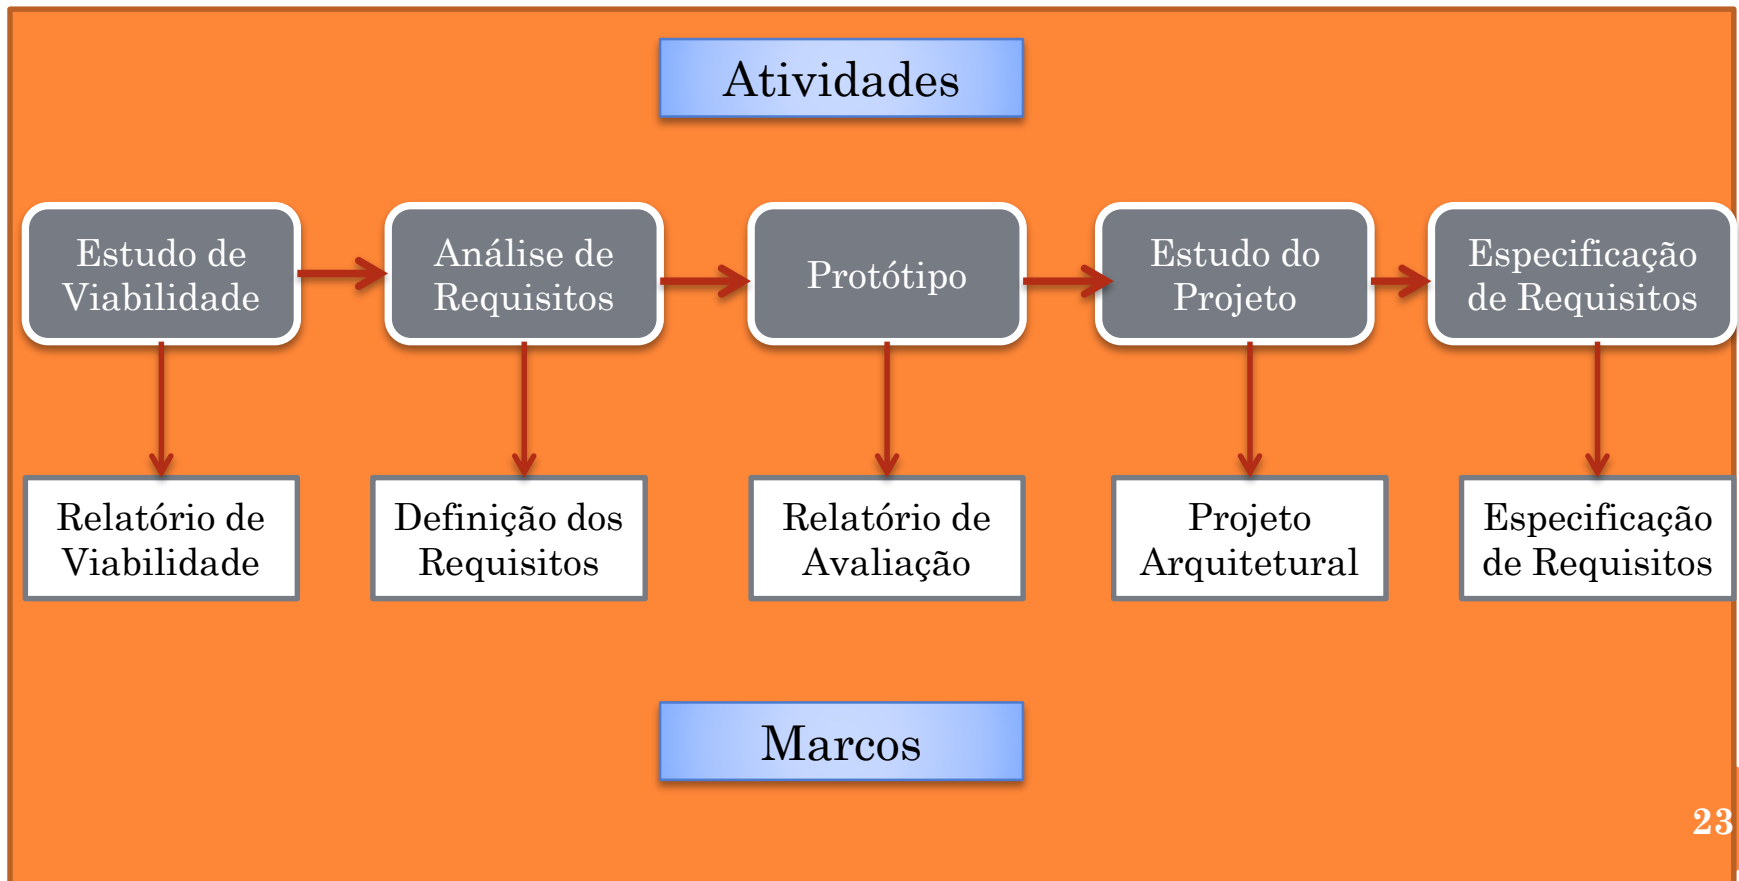 Atividades
Estudo de
Viabilidade
Análise de
Requisitos
Protótipo
Estudo do
Projeto
Especificação
de Requisitos
Relatório de
Viabilidade
Definição dos
Requisitos
Relatório de
Avaliação
Projeto
Arquitetural
Especificação
de Requisitos
Marcos
23